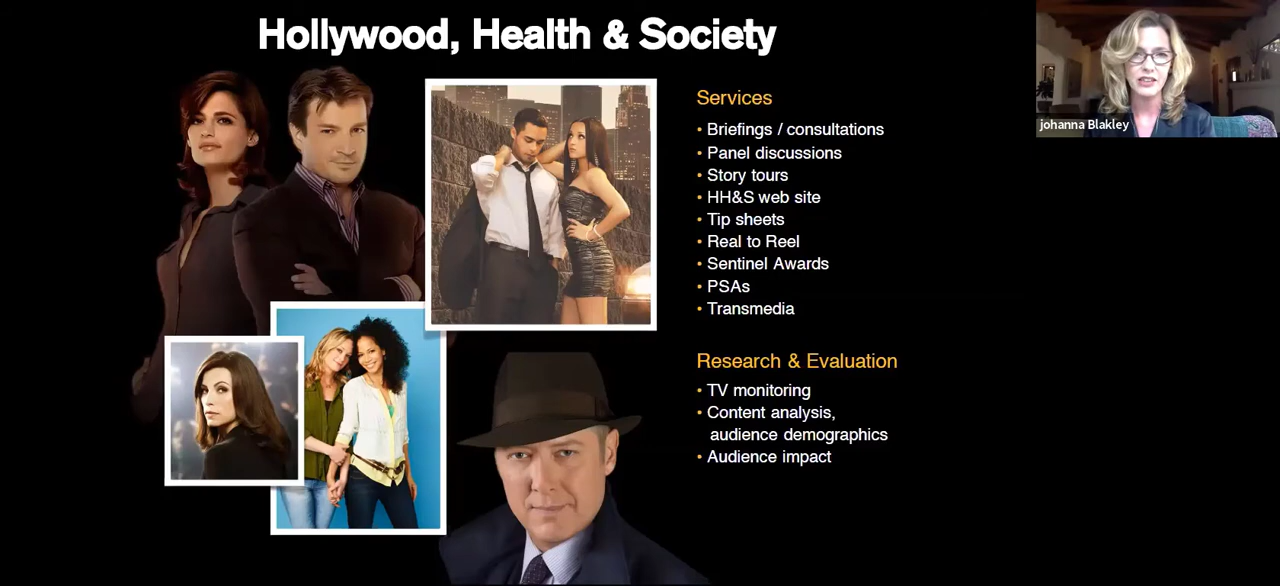 Hollywood, Health & Society
johanna Blakley
Services
• Briefings / consultations
• Panel discussions
• Story tours
• HH&S web site
• Tip sheets
• Real to Reel
• Sentinel Awards
• PSAs
• Transmedia
Research & Evaluation
• TV monitoring
• Content analysis,
audience demographics
• Audience impact